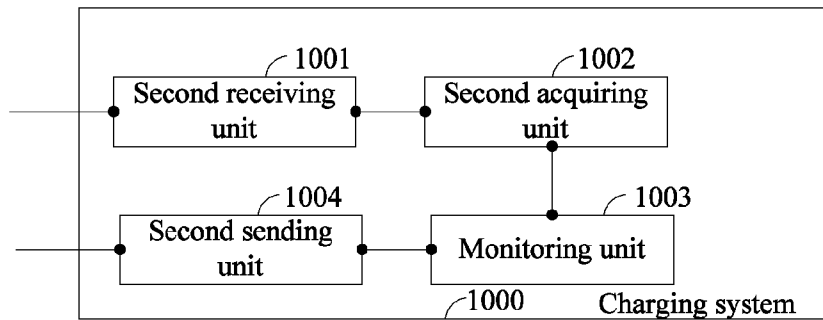 1001
1002
Second receiving
unit
Second acquiring
unit
1004
1003
Second sending
unit
Monitoring unit
1000
Charging system